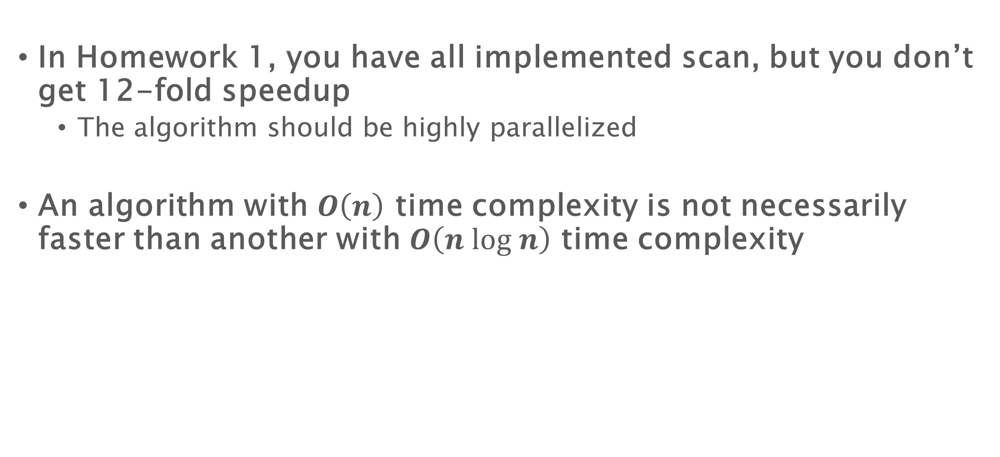 • In Homework 1, you have all implemented scan, but you don’t
get 12-fold speedup
• The algorithm should be highly parallelized
• An algorithm with O(n) time complexity is not necessarily
faster than another with O(n log n) time complexity